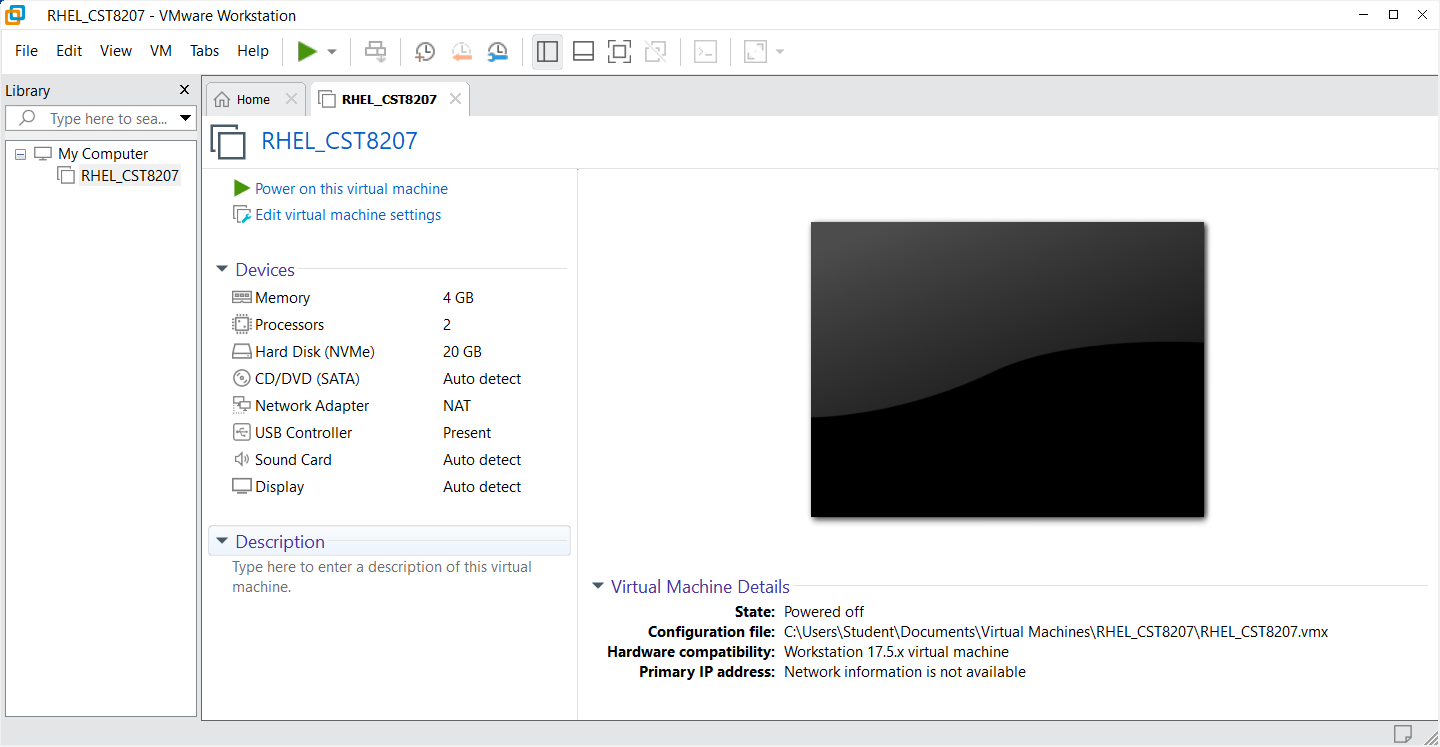 RHEL_CST8207 - VMware Workstation
File Edit View VM Tabs Help
Library
Type here to sea...
My Computer
RHEL_CST8207
Home RHEL_CST8207
RHEL_CST8207
Power on this virtual machine
Edit virtual machine settings
Devices
Memory 4 GB
Processors 2
Hard Disk (NVMe) 20 GB
CD/DVD (SATA) Auto detect
Network Adapter NAT
USB Controller Present
Sound Card Auto detect
Display Auto detect
Description
Type here to enter a description of this virtual
machine.
Virtual Machine Details
State: Powered off
Configuration file: C:\Users\Student\Documents\Virtual Machines\RHEL_CST8207\RHEL_CST8207.vmx
Hardware compatibility: Workstation 17.5.x virtual machine
Primary IP address: Network information is not available